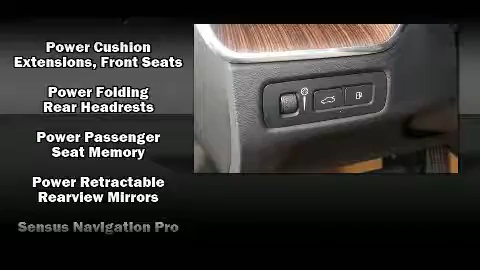 Power Cushion
Extensions, Front Seats
Power Folding
Rear Headrests
Power Passenger
Seat Memory
Power Retractable
Rearview Mirrors
Sensus Navigation Pro